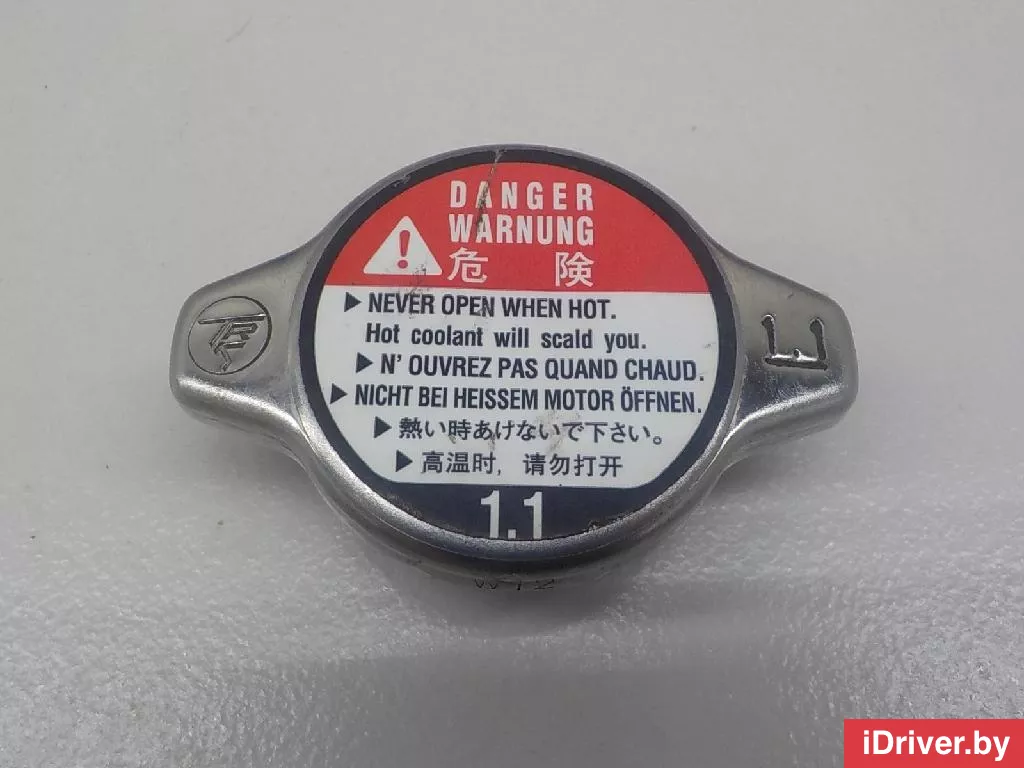 DANGER
WARNUNG
危 険
▶ NEVER OPEN WHEN HOT.
Hot coolant will scald you.
▶ N' OUVREZ PAS QUAND CHAUD.
▶ NICHT BEI HEISSEM MOTOR ÖFFNEN.
▶ 熱い時あけないで下さい。
▶ 高温时, 请勿打开
1.1
iDriver.by